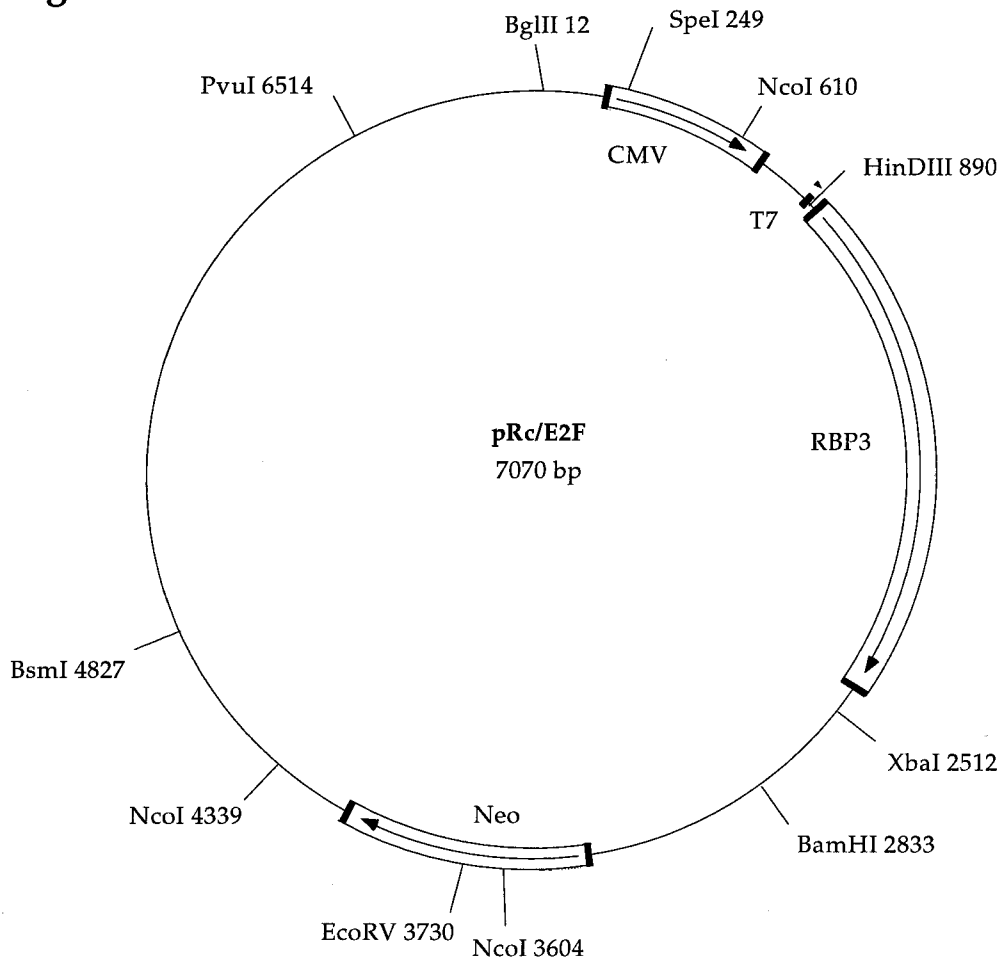 BglII 12
SpeI 249
PvuI 6514
NcoI 610
CMV
HinDIII 890
T7
pRc/E2F
7070 bp
RBP3
BsmI 4827
XbaI 2512
NcoI 4339
Neo
BamHI 2833
EcoRV 3730
NcoI 3604